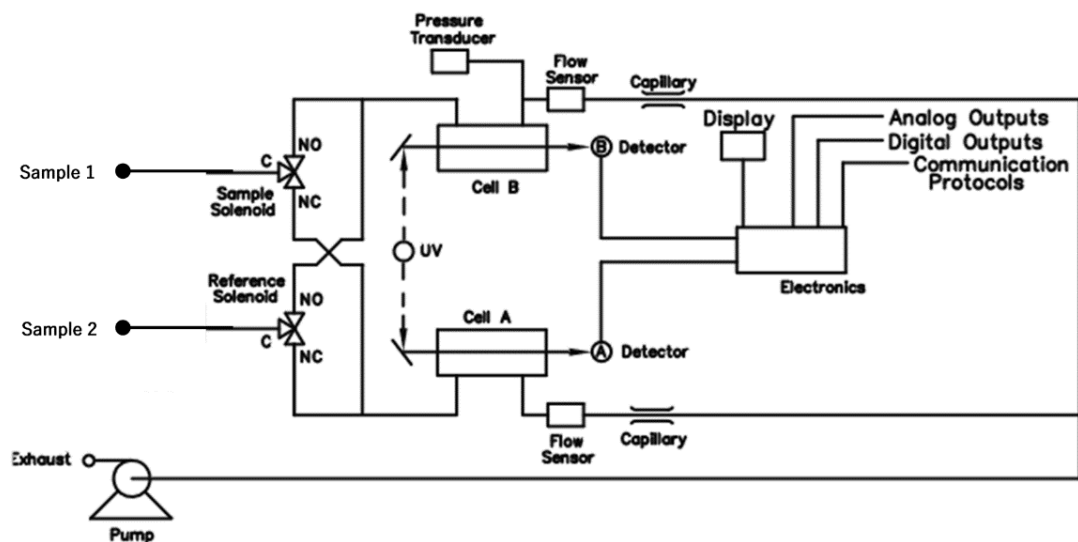 Pressure
Transducer
Flow
Sensor
Capillary
Display
Analog Outputs
Digital Outputs
Communication
Protocols
NO
C
Sample 1
Sample
Solenoid
NC
B
Detector
Cell B
UV
Electronics
Reference
Solenoid
NO
Sample 2
C
NC
Cell A
A
Detector
Flow
Sensor
Capillary
Exhaust
Pump